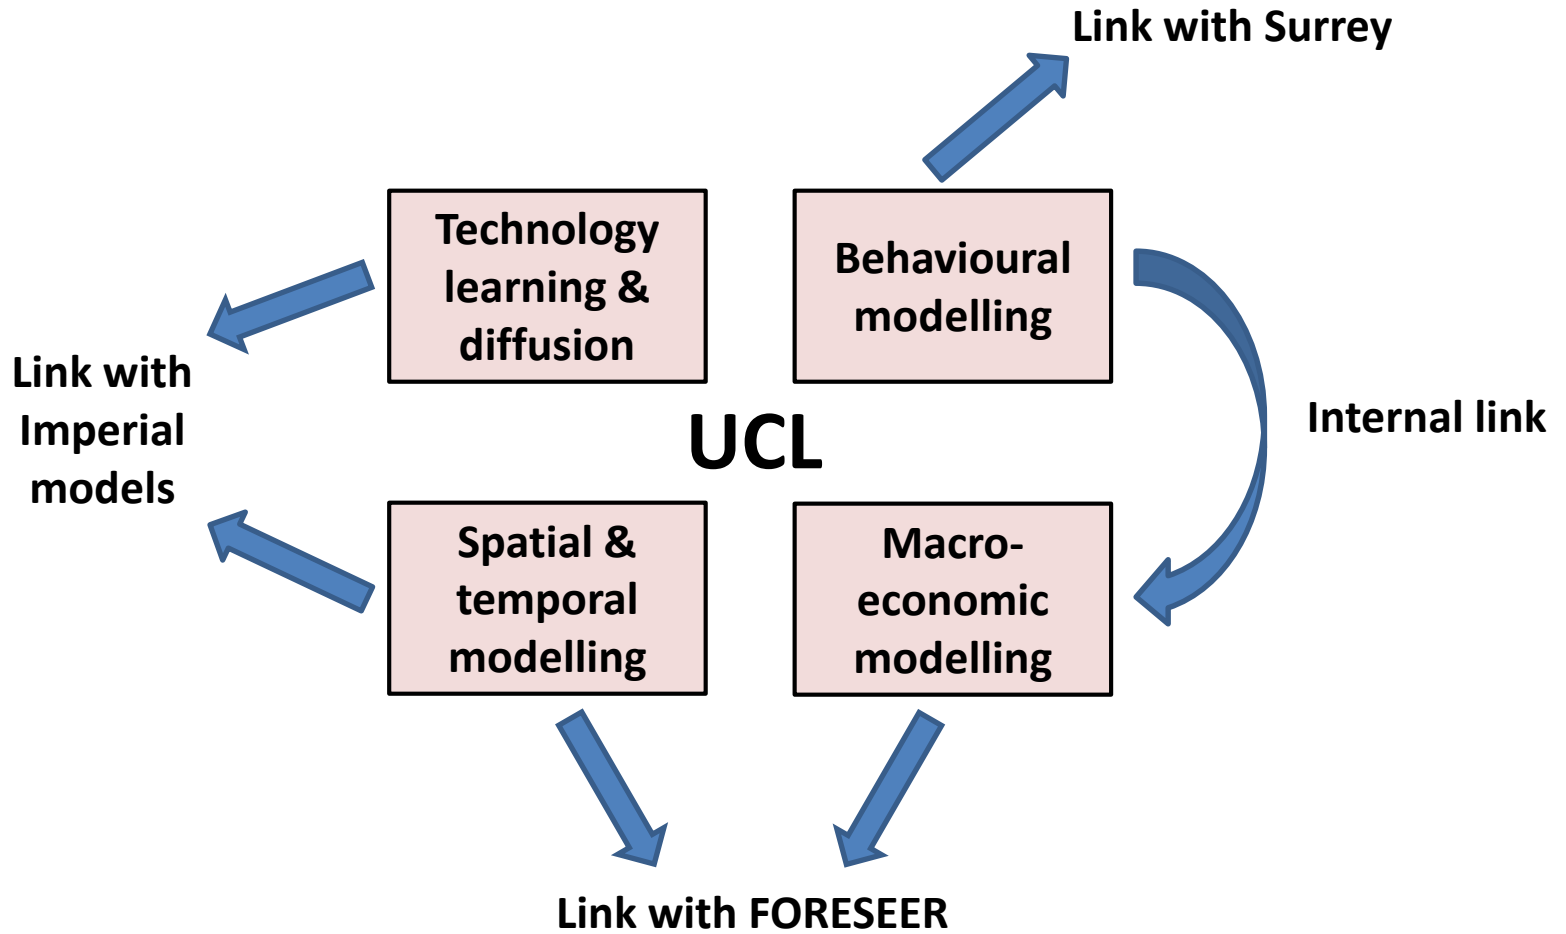 Link with Surrey
Technology
learning &
diffusion
Behavioural
modelling
Link with
Imperial
models
UCL
Internal link
Spatial &
temporal
modelling
Macro-
economic
modelling
Link with FORESEER